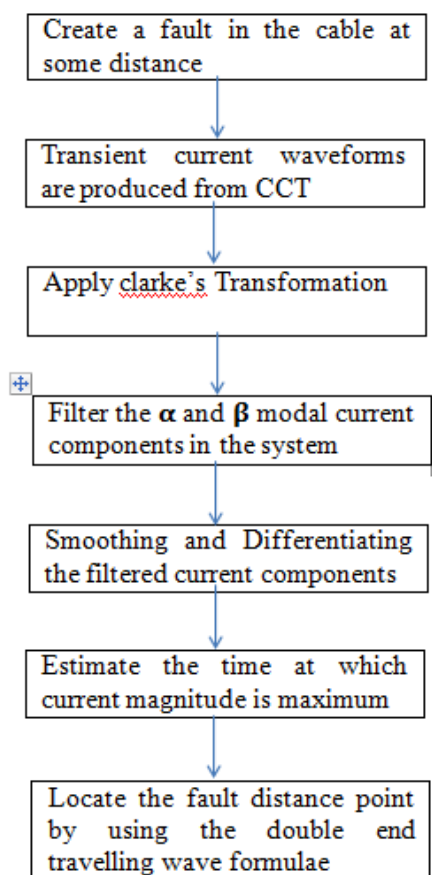 Create a fault in the cable at
some distance
Transient current waveforms
are produced from CCT
Apply clarke's Transformation
Filter the α and β modal current
components in the system
Smoothing and Differentiating
the filtered current components
Estimate the time at which
current magnitude is maximum
Locate the fault distance point
by using the double end
travelling wave formulae